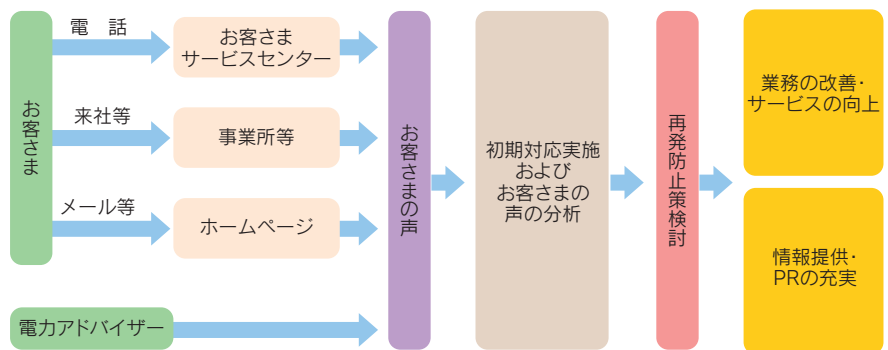 お客さま
電　話
お客さま
サービスセンター
来社等
事業所等
メール等
ホームページ
電力アドバイザー
お客さまの声
初期対応実施
および
お客さまの
声の分析
再発防止策検討
業務の改善・
サービスの向上
情報提供・
PRの充実